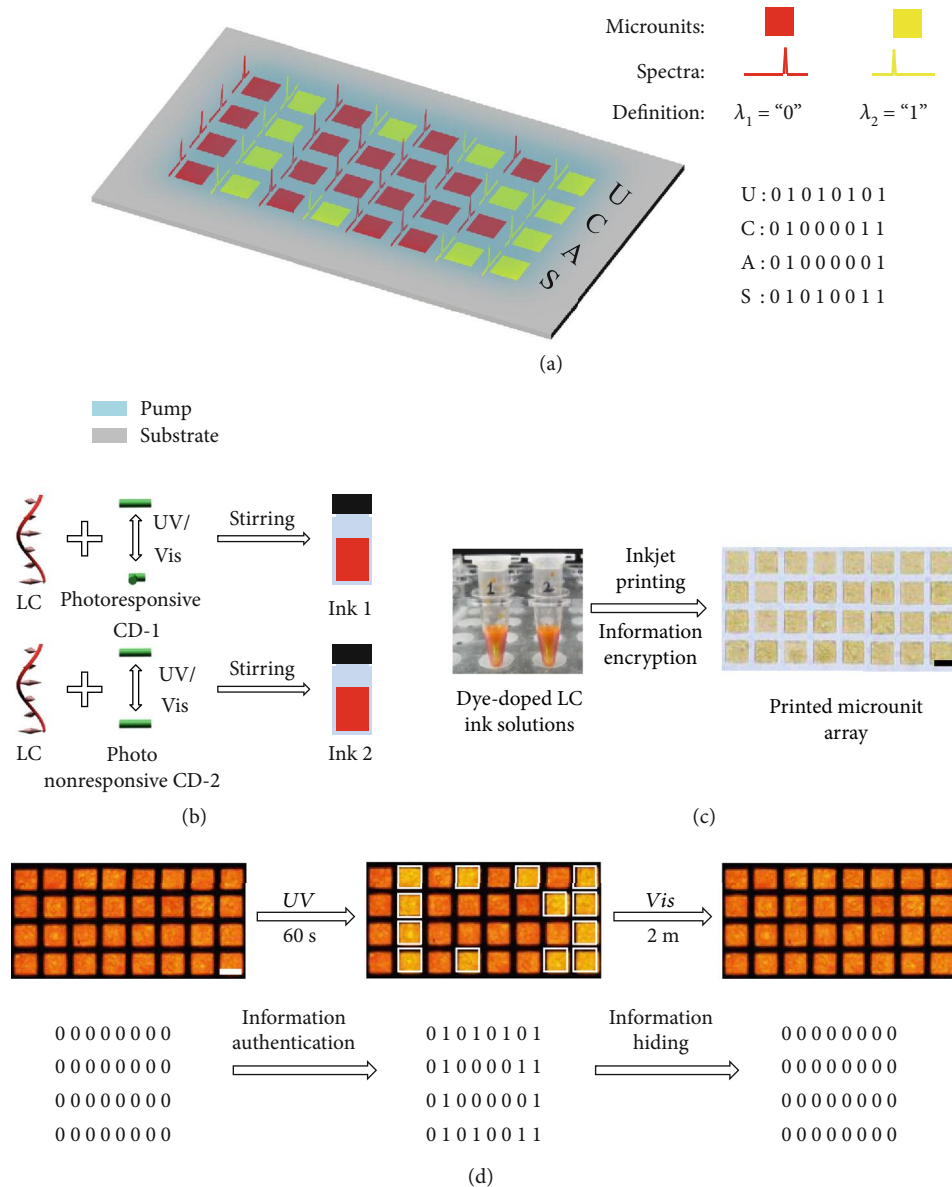 Microunits:
Spectra:
Definition: λ₁ = “0” λ₂ = “1”
U : 0 1 0 1 0 1 0 1
C : 0 1 0 0 0 0 1 1
A : 0 1 0 0 0 0 0 1
S : 0 1 0 1 0 0 1 1
U
C
A
S
(a)
Pump
Substrate
LC
UV/
Vis
Photoresponsive
CD-1
Stirring
Ink 1
LC
UV/
Vis
Photo
nonresponsive CD-2
Stirring
Ink 2
(b)
1 2
Dye-doped LC
ink solutions
Inkjet
printing
Information
encryption
Printed microunit
array
(c)
UV
60 s
Vis
2 m
0 0 0 0 0 0 0 0
0 0 0 0 0 0 0 0
0 0 0 0 0 0 0 0
0 0 0 0 0 0 0 0
Information
authentication
0 1 0 1 0 1 0 1
0 1 0 0 0 0 1 1
0 1 0 0 0 0 0 1
0 1 0 1 0 0 1 1
Information
hiding
0 0 0 0 0 0 0 0
0 0 0 0 0 0 0 0
0 0 0 0 0 0 0 0
0 0 0 0 0 0 0 0
(d)